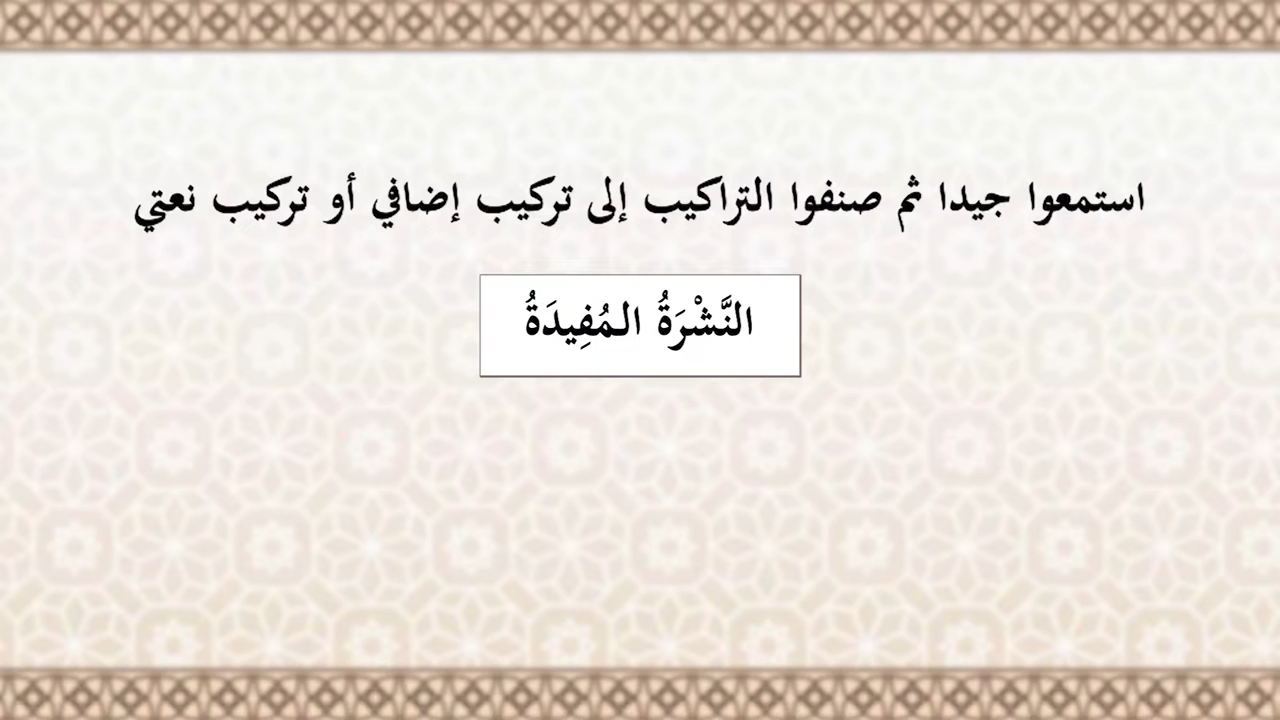 استمعوا جيدا ثم صنفوا التراكيب إلى تركيب إضافي أو تركيب نعتي
النَّشْرَةُ المُفِيدَةُ